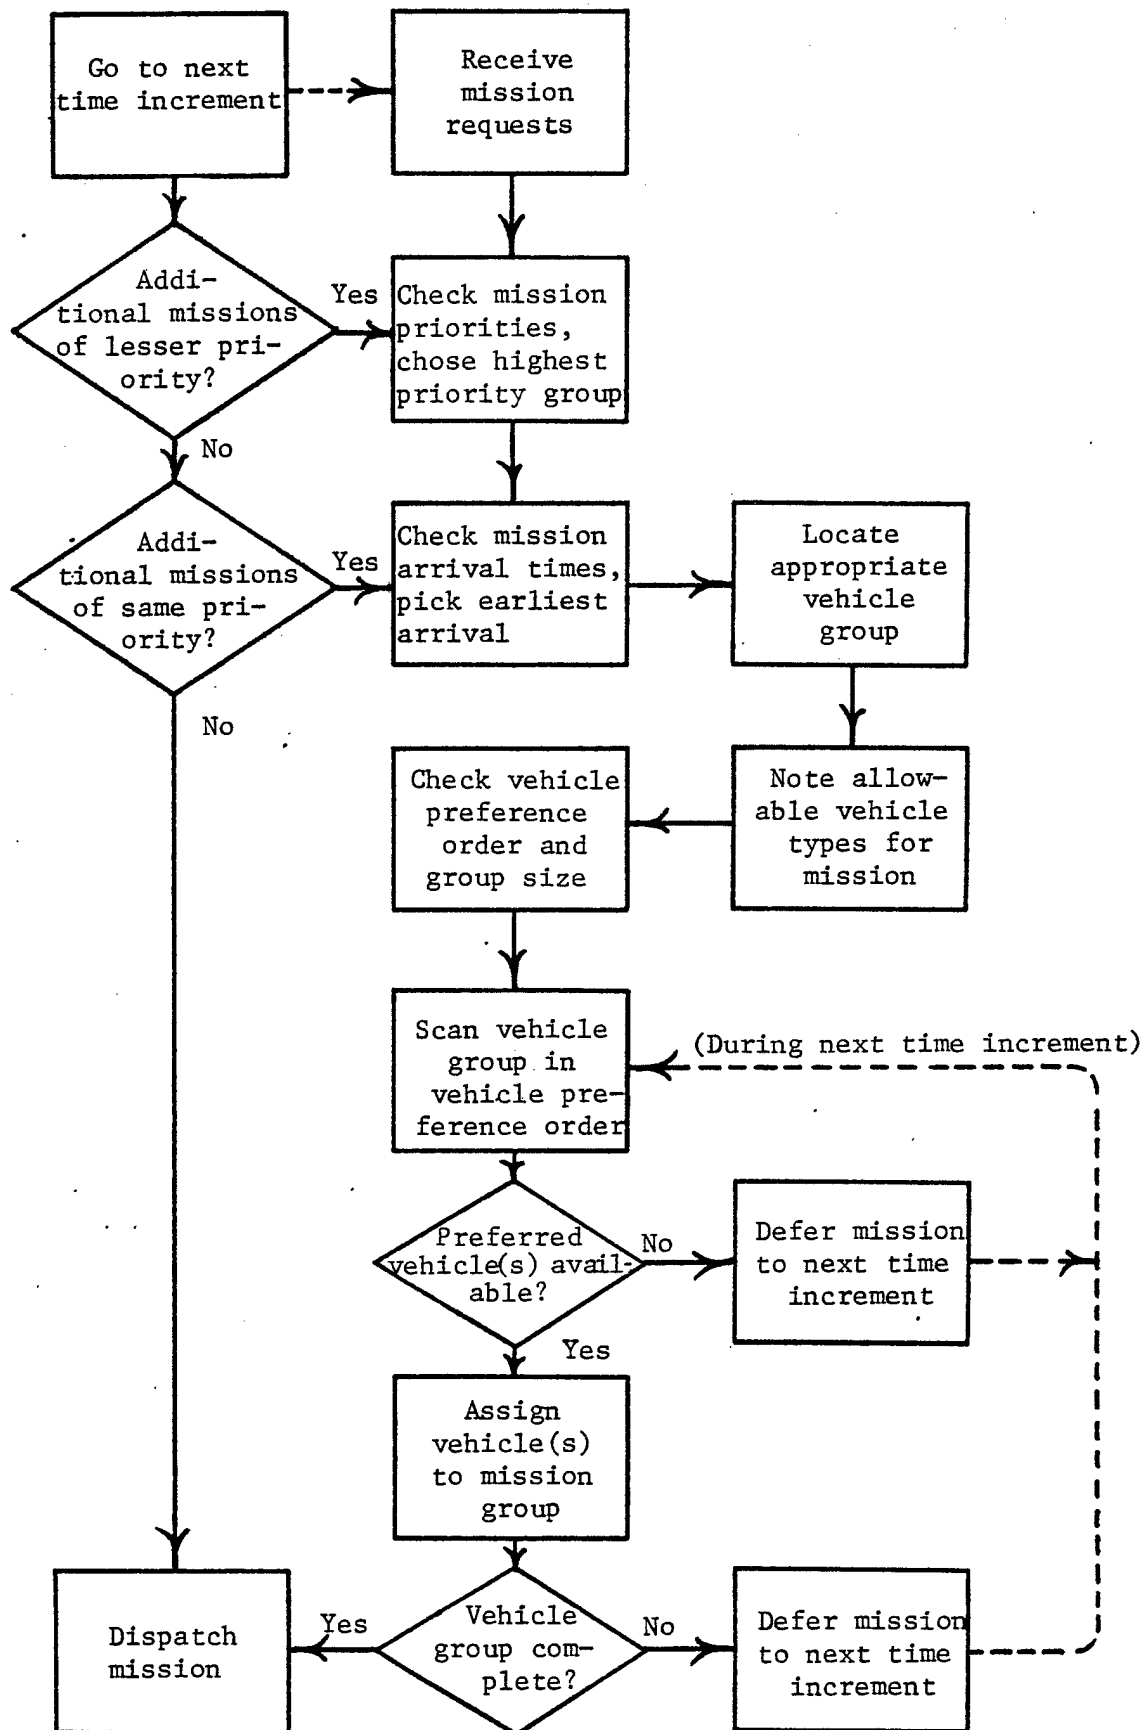 Go to next
time increment
Receive
mission
requests
Addi-
tional missions
of lesser pri-
ority?
Yes
Check mission
priorities,
chose highest
priority group
No
Addi-
tional missions
of same pri-
ority?
Yes
Check mission
arrival times,
pick earliest
arrival
Locate
appropriate
vehicle
group
No
Check vehicle
preference
order and
group size
Note allow-
able vehicle
types for
mission
Scan vehicle
group in
vehicle pre-
ference order
(During next time increment)
Preferred
vehicle(s) avail-
able?
No
Defer mission
to next time
increment
Yes
Assign
vehicle(s)
to mission
group
Dispatch
mission
Yes
Vehicle
group com-
plete?
No
Defer mission
to next time
increment